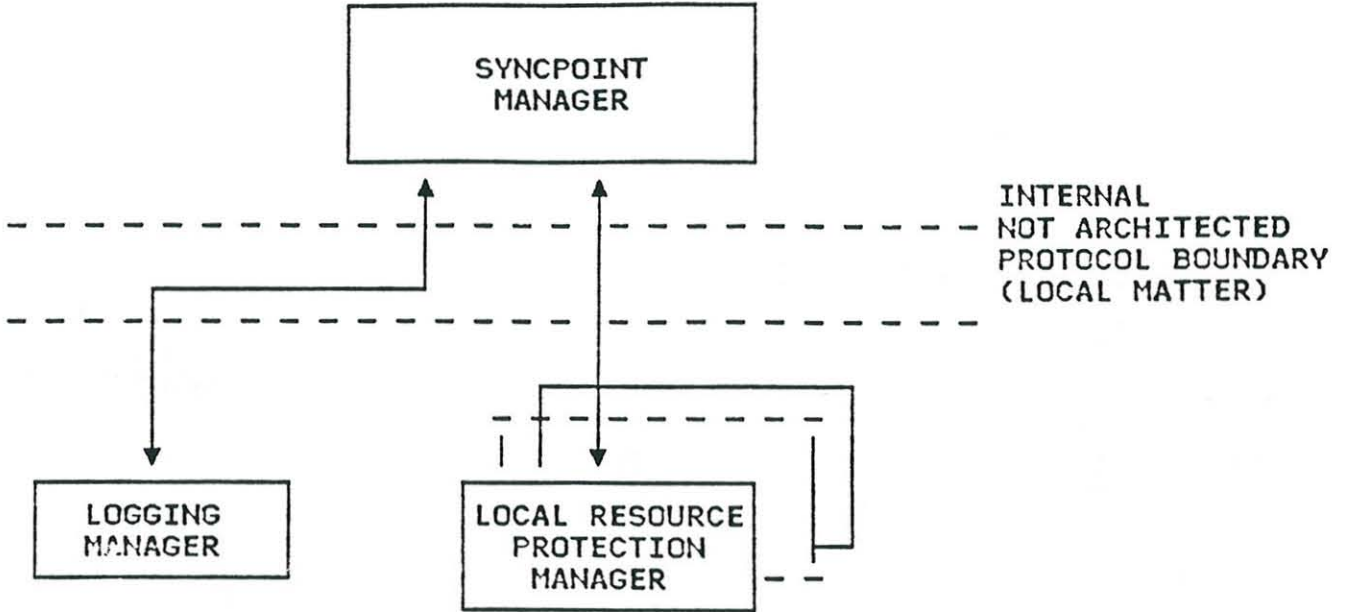 SYNCPOINT
MANAGER
INTERNAL
NOT ARCHITECTED
PROTOCOL BOUNDARY
(LOCAL MATTER)
LOGGING
MANAGER
LOCAL RESOURCE
PROTECTION
MANAGER